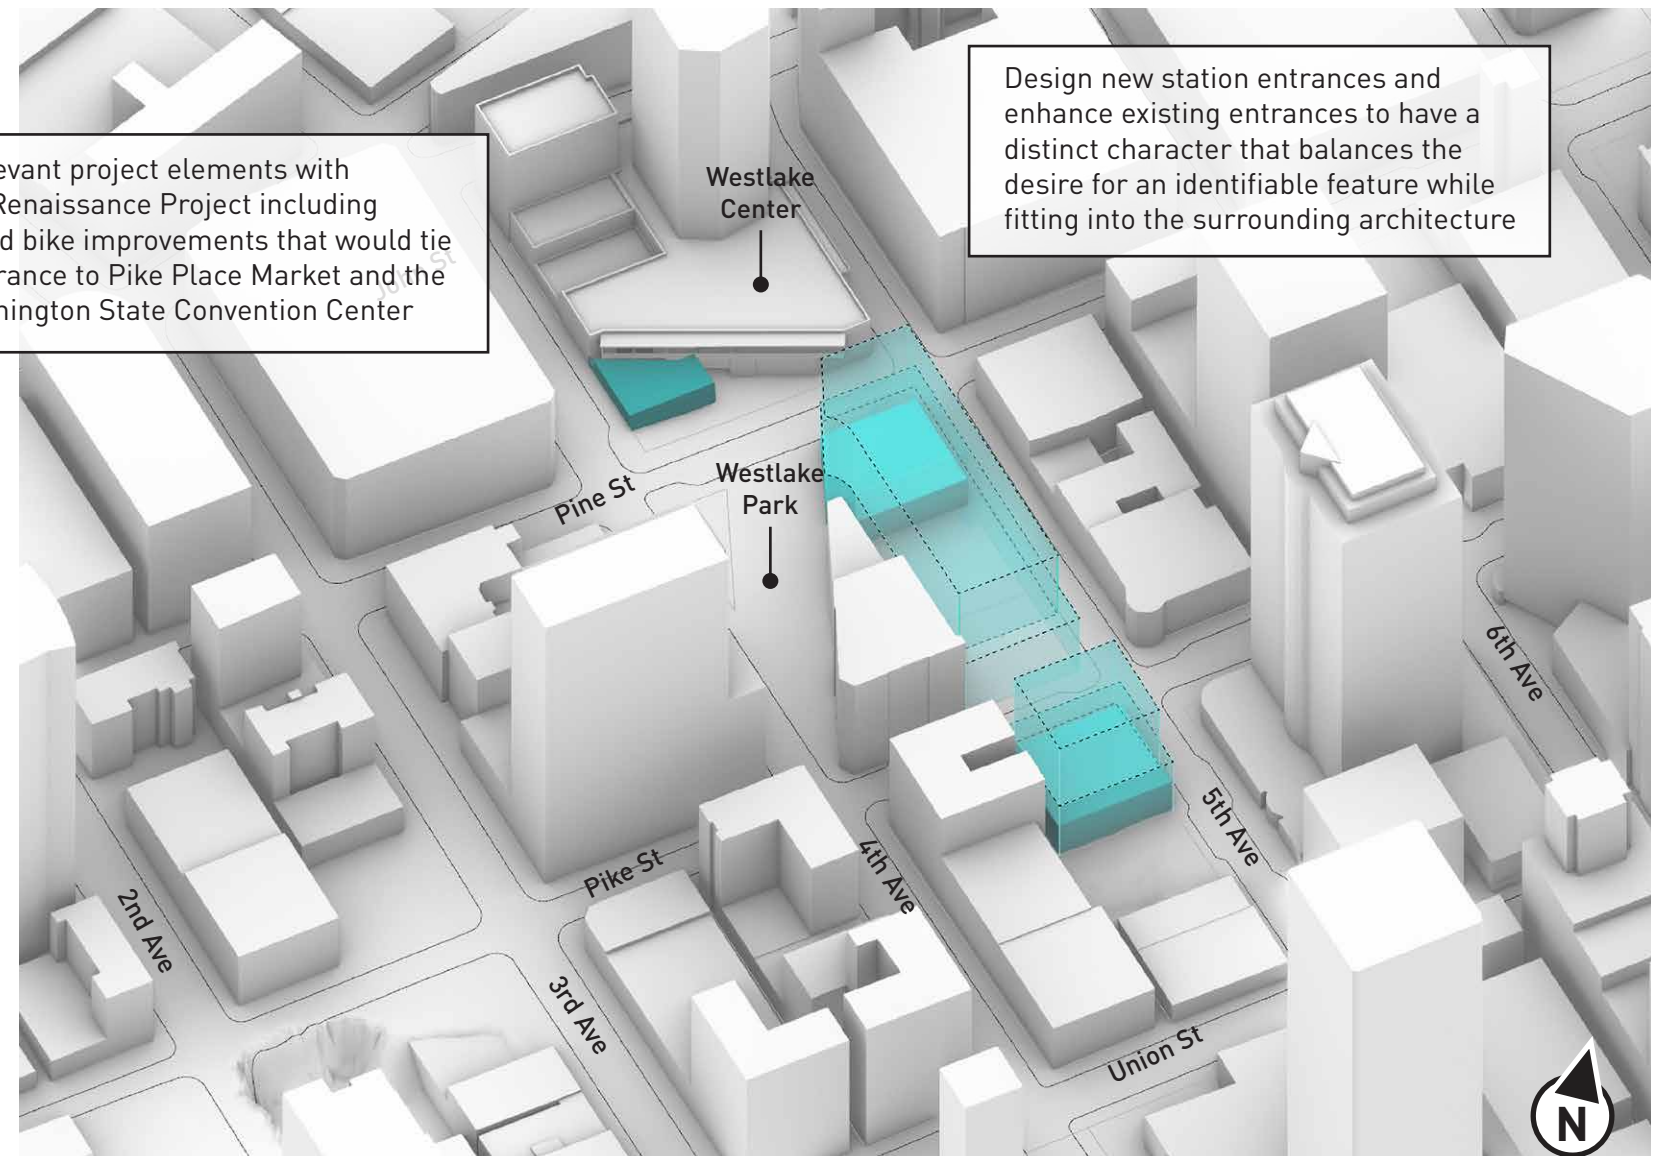 evant project elements with
Renaissance Project including
d bike improvements that would tie
rance to Pike Place Market and the
hington State Convention Center
John St
Design new station entrances and
enhance existing entrances to have a
distinct character that balances the
desire for an identifiable feature while
fitting into the surrounding architecture
Westlake
Center
Westlake
Park
Pine St
Pike St
2nd Ave
3rd Ave
4th Ave
5th Ave
6th Ave
Union St
N